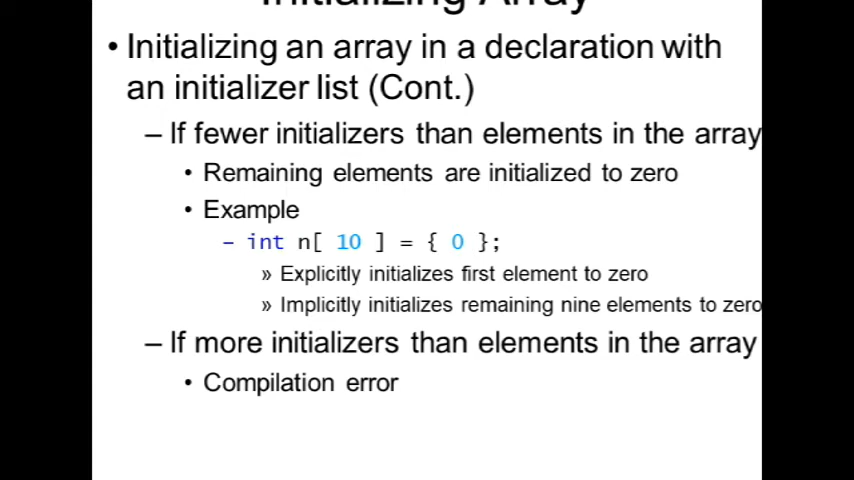 Initializing Array
• Initializing an array in a declaration with
an initializer list (Cont.)
– If fewer initializers than elements in the array
• Remaining elements are initialized to zero
• Example
– int n[ 10 ] = { 0 };
» Explicitly initializes first element to zero
» Implicitly initializes remaining nine elements to zero
– If more initializers than elements in the array
• Compilation error